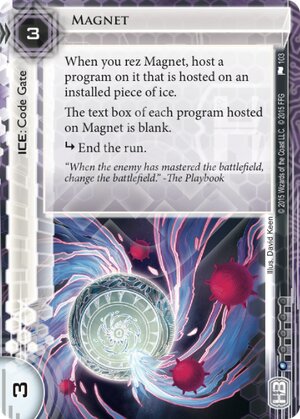 MAGNET
3
ICE: Code Gate
When you rez Magnet, host a
program on it that is hosted on an
installed piece of ice.
The text box of each program hosted
on Magnet is blank.
↳ End the run.
“When the enemy has mastered the battlefield,
change the battlefield.” -The Playbook
103
© 2015 Wizards of the Coast LLC. © 2015 FFG
Illus. David Keen
3
HB